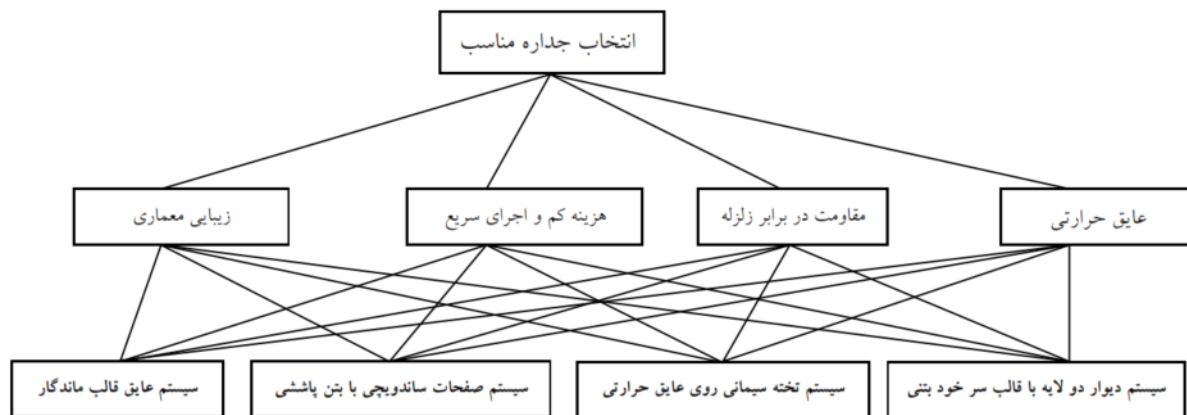 انتخاب جداره مناسب
عایق حرارتی
مقاومت در برابر زلزله
هزینه کم و اجرای سریع
زیبایی معماری
سیستم دیوار دو لایه با قالب سر خود بتنی
سیستم تخته سیمانی روی عایق حرارتی
سیستم صفحات ساندویچی با بتن پاششی
سیستم عایق قالب ماندگار